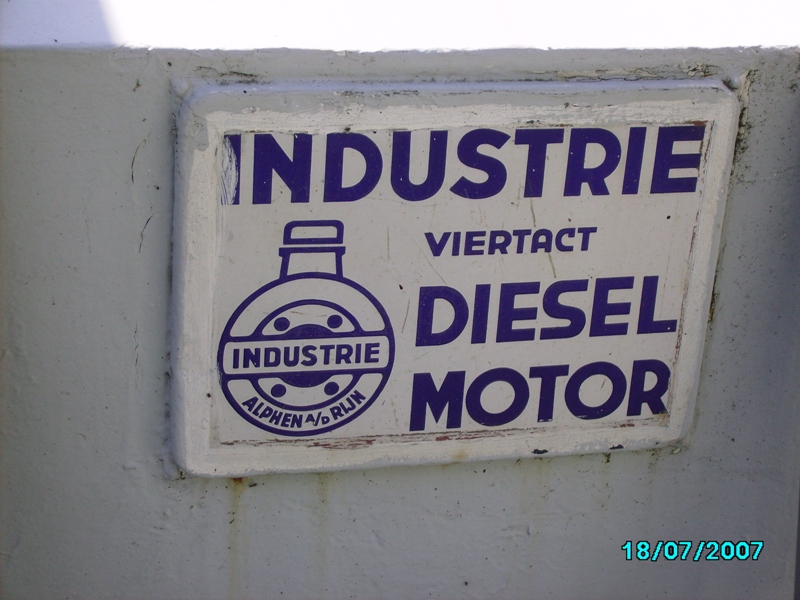 INDUSTRIE
VIERTACT
DIESEL
MOTOR
INDUSTRIE
ALPHEN A/D RIJN
18/07/2007